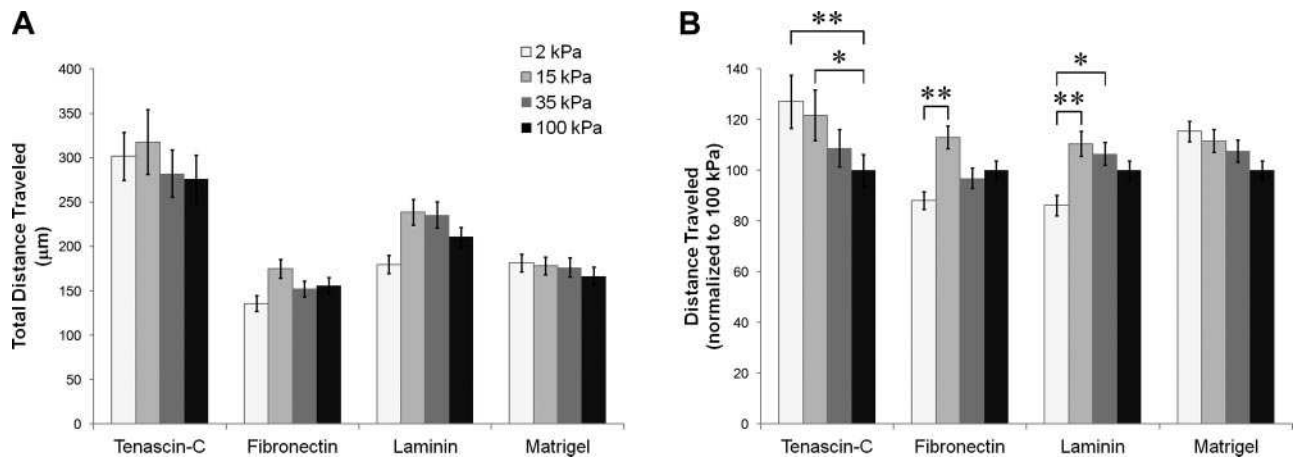 A
2 kPa
15 kPa
35 kPa
100 kPa
Total Distance Traveled
(μm)
400
350
300
250
200
150
100
50
0
Tenascin-C Fibronectin Laminin Matrigel
B
**
*
**
*
**
Distance Traveled
(normalized to 100 kPa)
140
120
100
80
60
40
20
0
Tenascin-C Fibronectin Laminin Matrigel